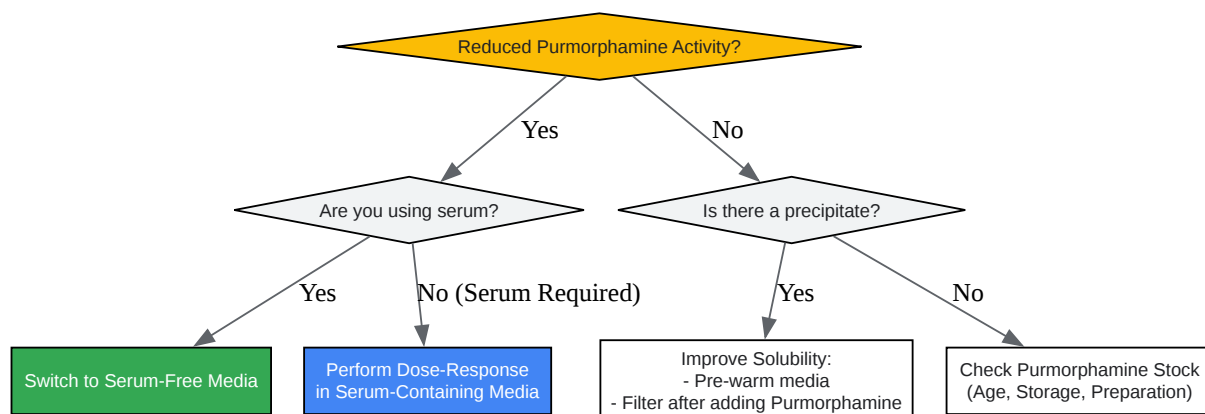 Reduced Purmorphamine Activity?
Yes
No
Are you using serum?
Is there a precipitate?
Yes
No (Serum Required)
Yes
No
Switch to Serum-Free Media
Perform Dose-Response
in Serum-Containing Media
Improve Solubility:
- Pre-warm media
- Filter after adding Purmorphamine
Check Purmorphamine Stock
(Age, Storage, Preparation)